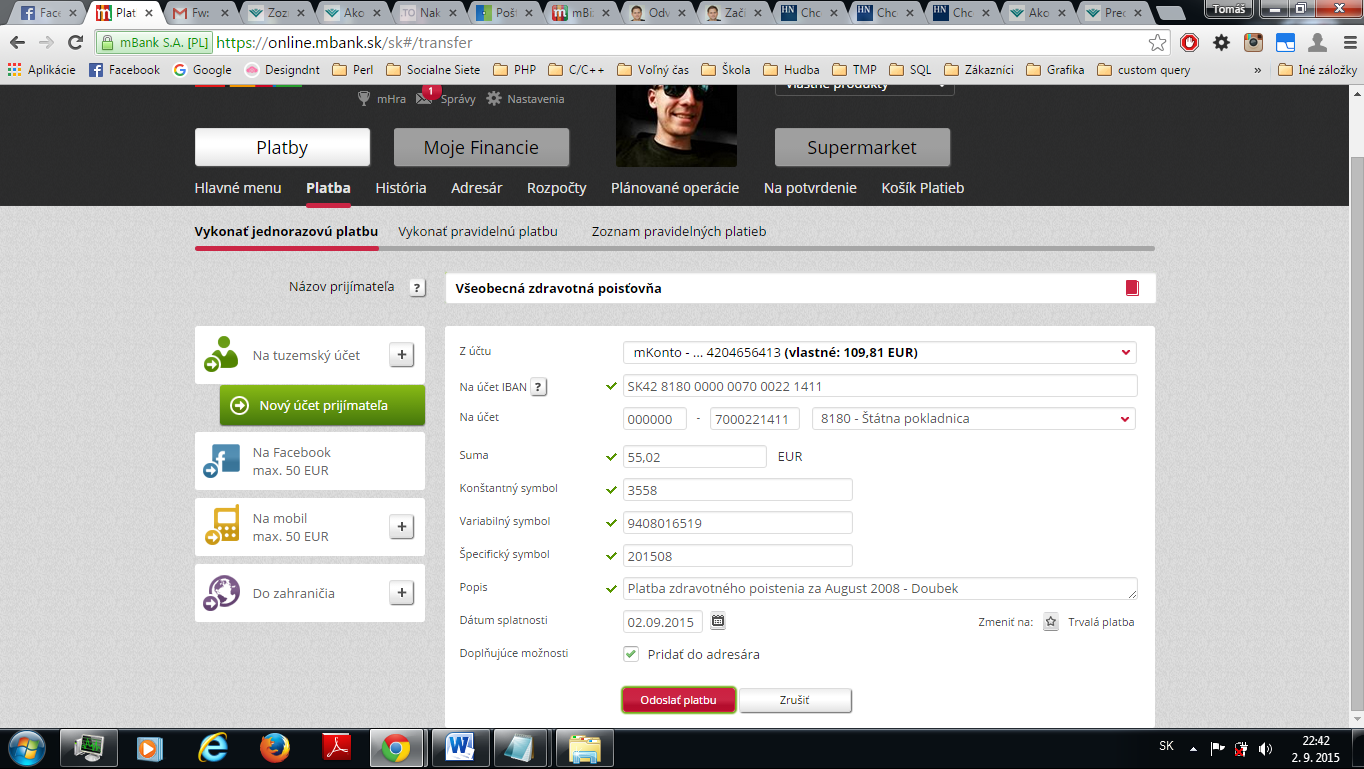 Face
Plat
Fw:
Zozn
Ako
Nak
Pošt
mBiz
Odv
Zači
Cho
Cho
Cho
Ako
Pred
Tomáš
mBank S.A. [PL] https://online.mbank.sk/sk#/transfer
Aplikácie Facebook Google Designdnt Perl Socialne Siete PHP C/C++ Voľný čas Škola Hudba TMP SQL Zákazníci Grafika custom query » Iné záložky
mHra 1 Správy Nastavenia
Vlastné produkty
Platby Moje Financie Supermarket
Hlavné menu Platba História Adresár Rozpočty Plánované operácie Na potvrdenie Košík Platieb
Vykonať jednorazovú platbu Vykonať pravidelnú platbu Zoznam pravidelných platieb
Názov prijímateľa ? Všeobecná zdravotná poisťovňa
Na tuzemský účet +
Nový účet prijímateľa
Na Facebook
max. 50 EUR
Na mobil
max. 50 EUR +
Do zahraničia +
Z účtu mKonto - ... 4204656413 (vlastné: 109,81 EUR)
Na účet IBAN ? SK42 8180 0000 0070 0022 1411
Na účet 000000 - 7000221411 8180 - Štátna pokladnica
Suma 55,02 EUR
Konštantný symbol 3558
Variabilný symbol 9408016519
Špecifický symbol 201508
Popis Platba zdravotného poistenia za August 2008 - Doubek
Dátum splatnosti 02.09.2015 Zmeniť na: Trvalá platba
Doplňujúce možnosti Pridať do adresára
Odoslať platbu Zrušiť
SK 22:42
2. 9. 2015